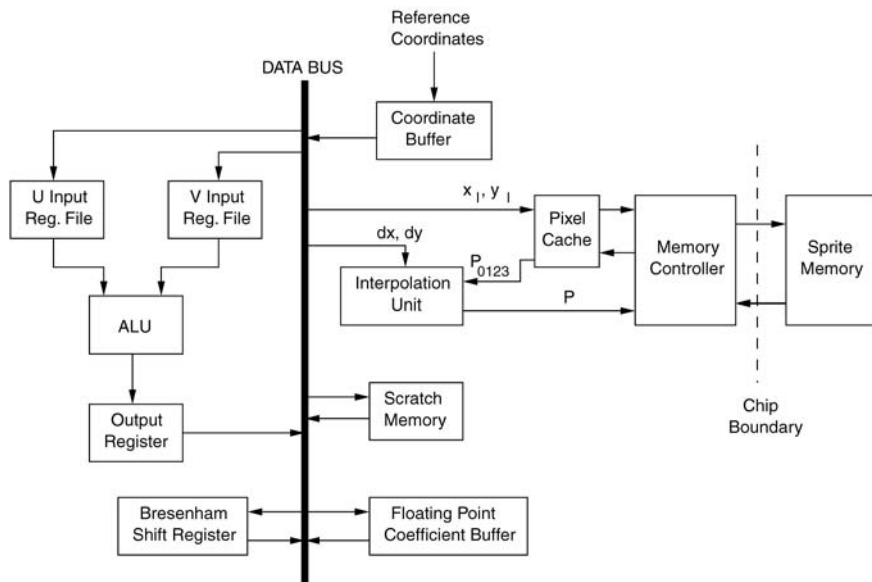 Reference
Coordinates
DATA BUS
Coordinate
Buffer
U Input
Reg. File
V Input
Reg. File
x I , y I
Pixel
Cache
Memory
Controller
Sprite
Memory
dx, dy
P0123
Interpolation
Unit
P
ALU
Scratch
Memory
Output
Register
Chip
Boundary
Bresenham
Shift Register
Floating Point
Coefficient Buffer